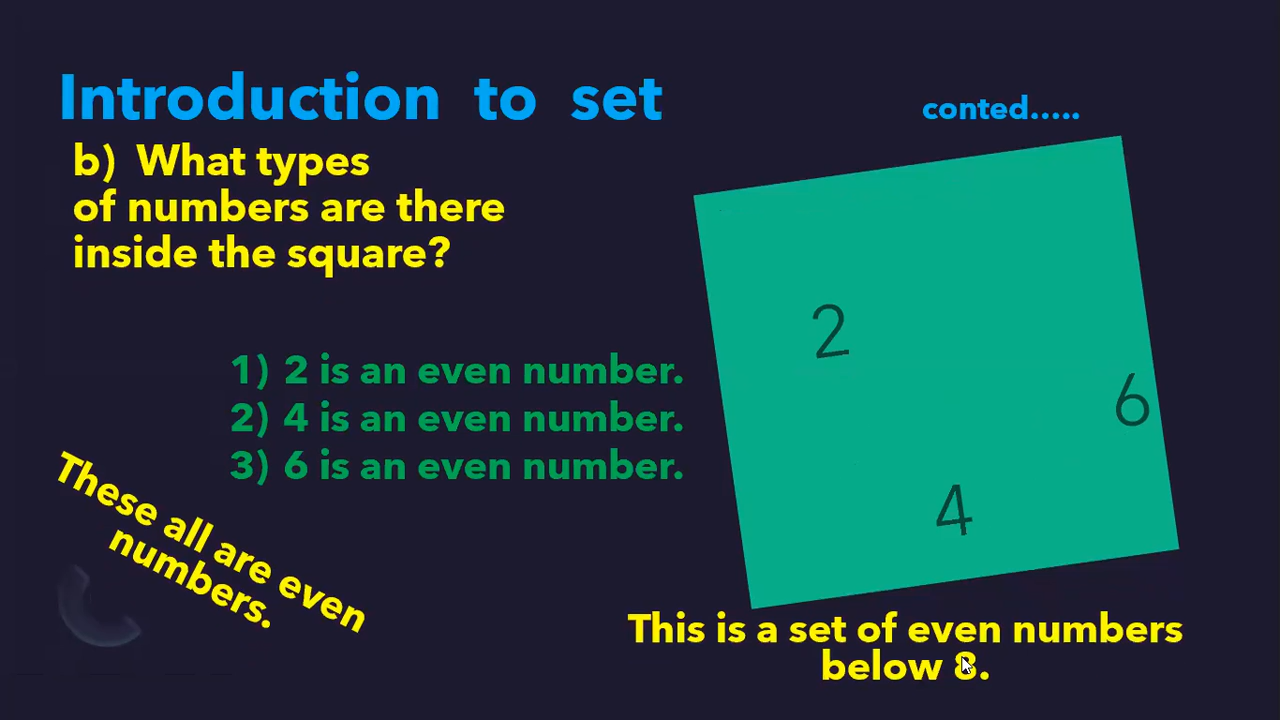 Introduction to set
conted.....
b) What types
of numbers are there
inside the square?
1) 2 is an even number.
2) 4 is an even number.
3) 6 is an even number.
These all are even
numbers.
2
6
4
This is a set of even numbers
below 8.